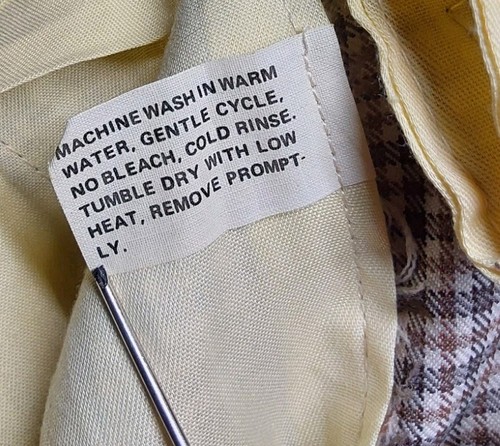 MACHINE WASH IN WARM
WATER, GENTLE CYCLE,
NO BLEACH, COLD RINSE.
TUMBLE DRY WITH LOW
HEAT, REMOVE PROMPT-
LY.